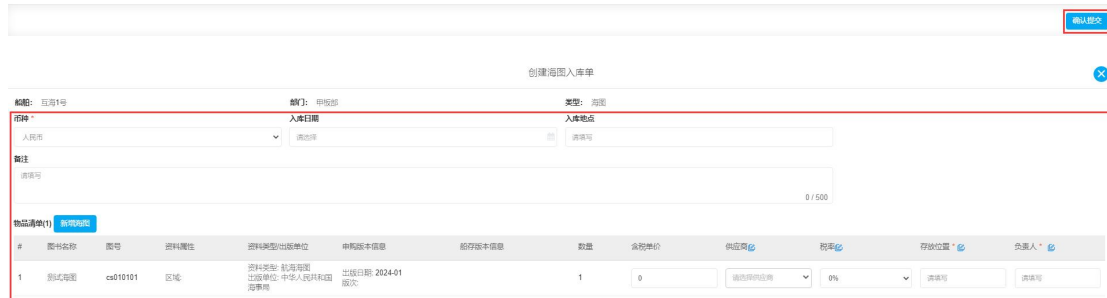 确认提交
创建海图入库单
船舶: 互海1号 部门: 甲板部 类型: 海图
币种 * 入库日期 入库地点
人民币 请选择 请填写
备注
请填写
0 / 500
物品清单(1) 新增海图
# 图书名称 图号 资料属性 资料类型/出版单位 申购版本信息 船存版本信息 数量 含税单价 供应商 税率 存放位置 * 负责人 *
1 测试海图 cs010101 区域: 资料类型: 航海海图 出版日期: 2024-01 1 0 请选择供应商 0% 请填写 请填写
出版单位: 中华人民共和国 版次:
海事局